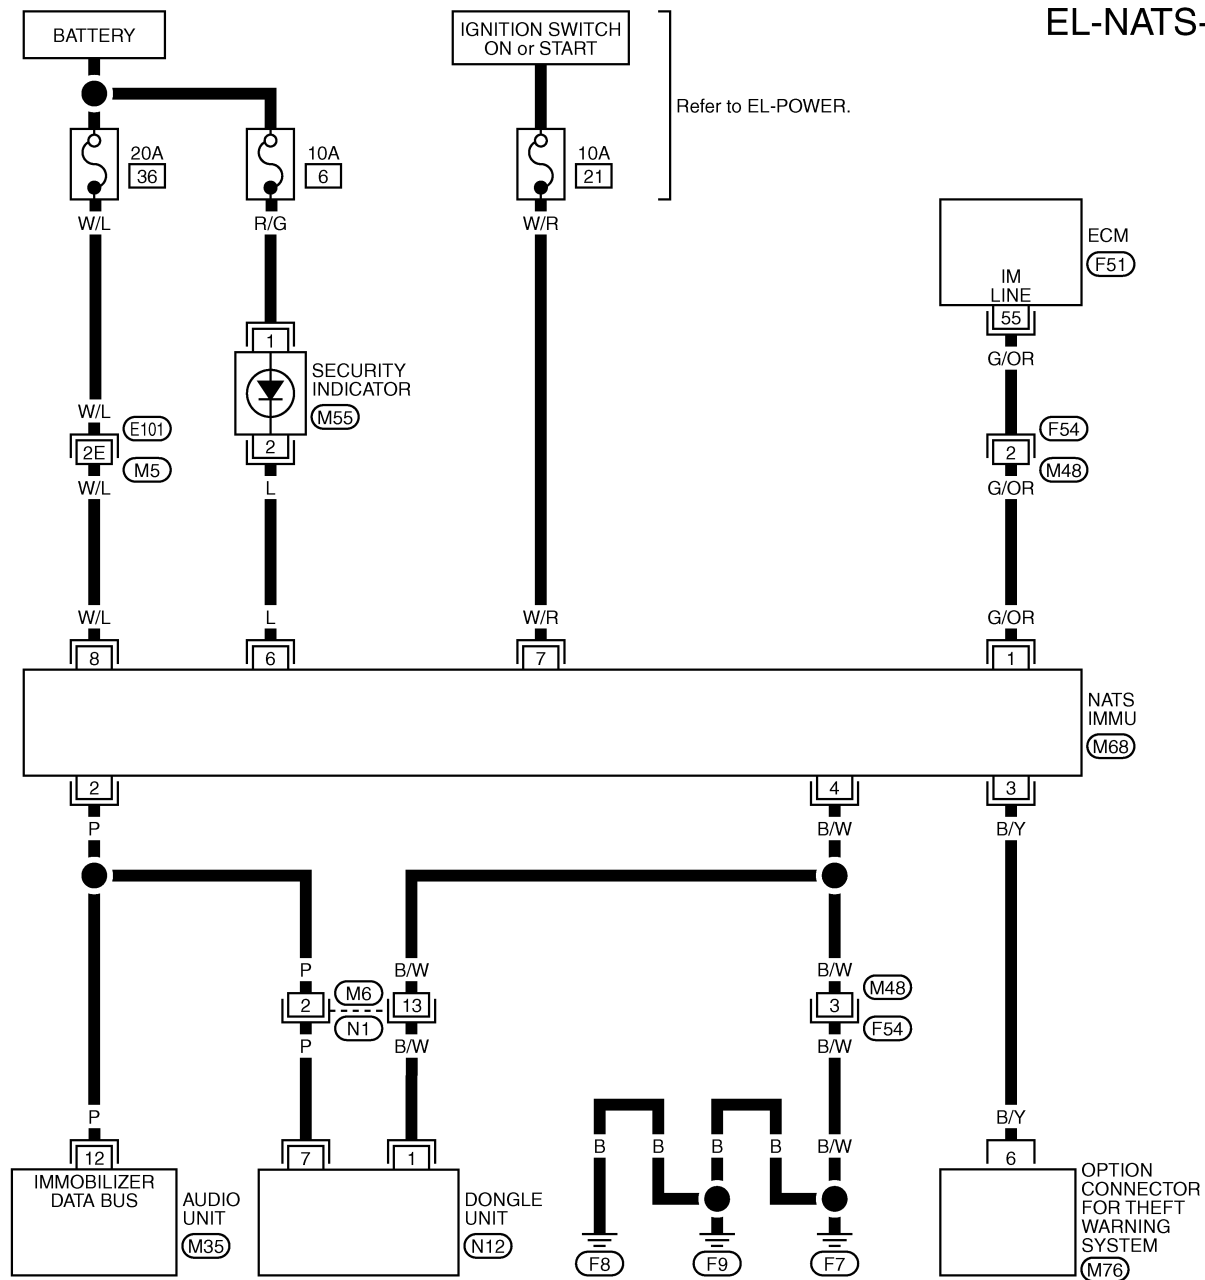 EL-NATS-
BATTERY
IGNITION SWITCH
ON or START
Refer to EL-POWER.
20A
36
10A
6
10A
21
W/L
R/G
W/R
ECM
F51
IM
LINE
55
G/OR
1
SECURITY
INDICATOR
M55
2
W/L
E101
2E
M5
W/L
L
F54
2
M48
G/OR
W/L
L
W/R
G/OR
8
6
7
1
NATS
IMMU
M68
2
4
3
P
B/W
B/Y
P
B/W
B/W
2
M6
13
N1
3
M48
F54
P
B/W
B/W
P
B
B
B
B
B/W
B/Y
12
7
1
6
IMMOBILIZER
DATA BUS
AUDIO
UNIT
M35
DONGLE
UNIT
N12
F8
F9
F7
OPTION
CONNECTOR
FOR THEFT
WARNING
SYSTEM
M76